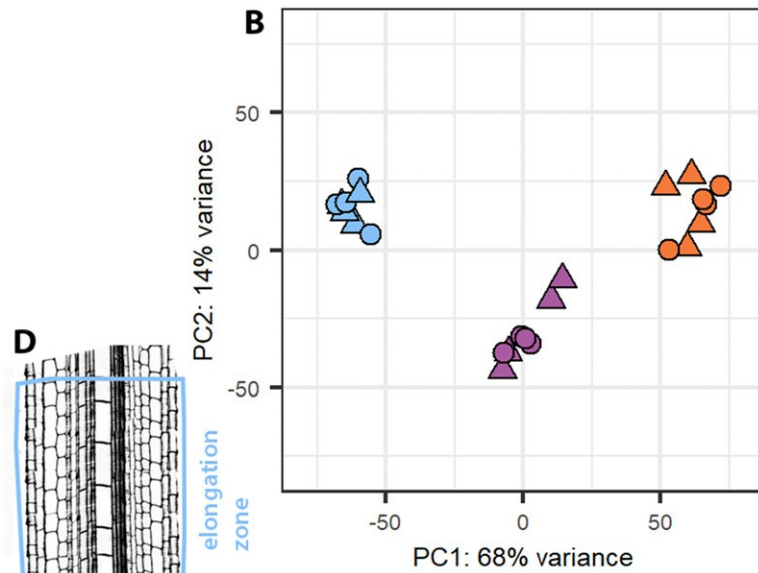 B
50
0
-50
PC2: 14% variance
-50
0
50
PC1: 68% variance
D
elongation
zone